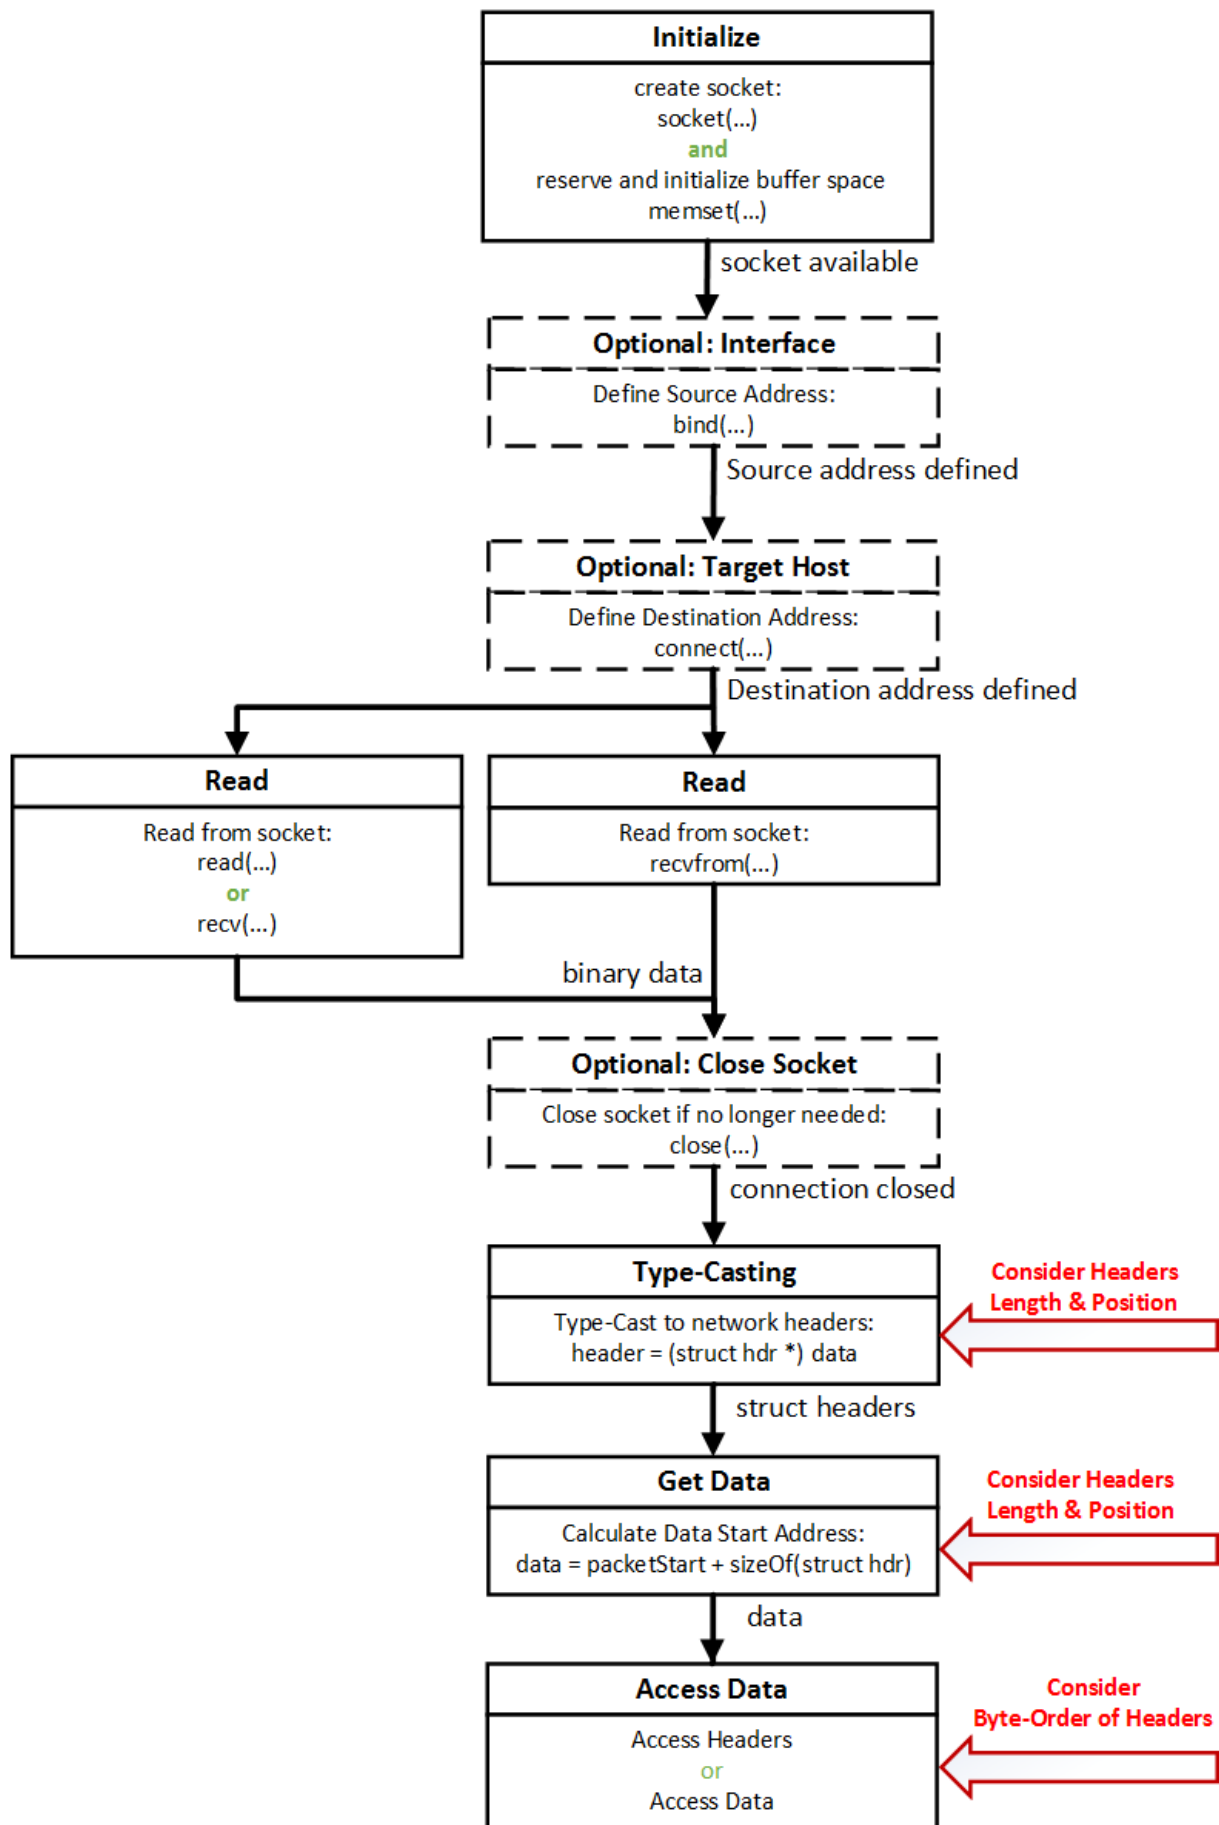 Initialize
create socket:
socket(...)
and
reserve and initialize buffer space
memset(...)
socket available
Optional: Interface
Define Source Address:
bind(...)
Source address defined
Optional: Target Host
Define Destination Address:
connect(...)
Destination address defined
Read
Read from socket:
read(...)
or
recv(...)
Read
Read from socket:
recvfrom(...)
binary data
Optional: Close Socket
Close socket if no longer needed:
close(...)
connection closed
Type-Casting
Type-Cast to network headers:
header = (struct hdr *) data
Consider Headers
Length & Position
struct headers
Get Data
Calculate Data Start Address:
data = packetStart + sizeOf(struct hdr)
Consider Headers
Length & Position
data
Access Data
Access Headers
or
Access Data
Consider
Byte-Order of Headers